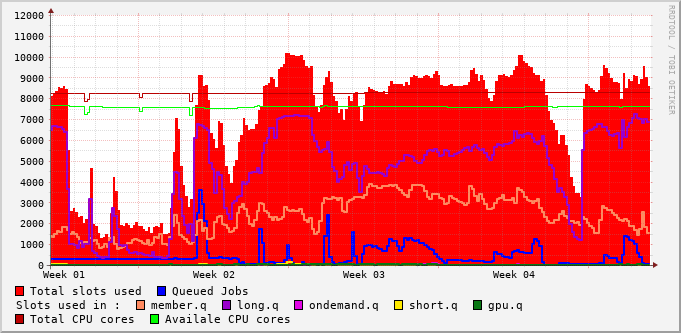 12000
11000
10000
9000
8000
7000
6000
5000
4000
3000
2000
1000
0
Week 01 Week 02 Week 03 Week 04
Total slots used Queued Jobs
Slots used in : member.q long.q ondemand.q short.q gpu.q
Total CPU cores Availale CPU cores
RRDTOOL / TOBI OETIKER